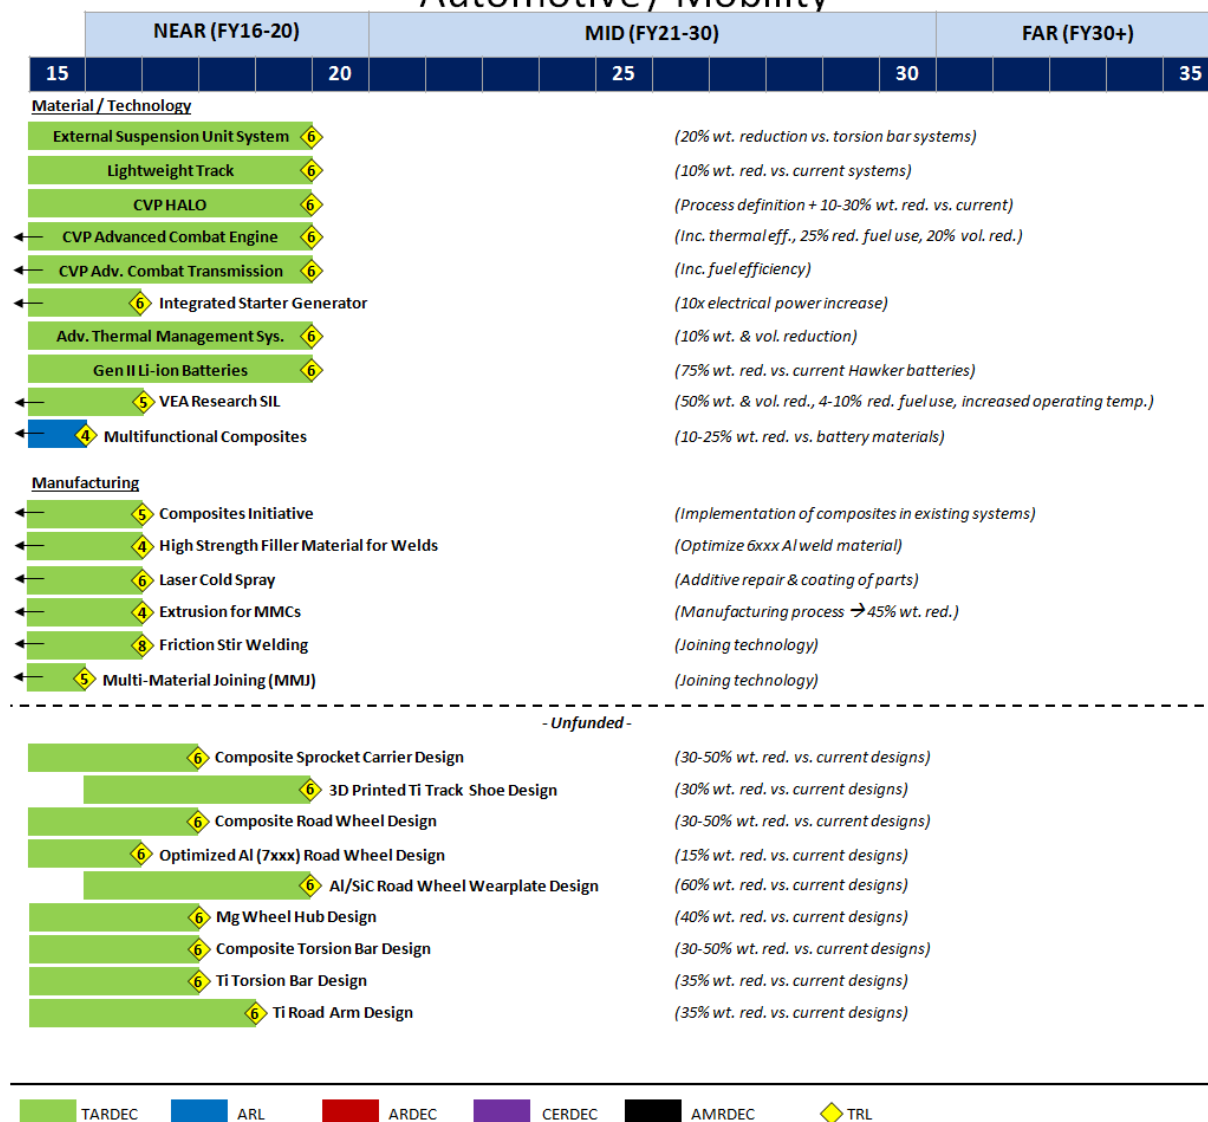 Automotive / Mobility
NEAR (FY16-20) MID (FY21-30) FAR (FY30+)
15 20 25 30 35
Material / Technology
External Suspension Unit System 6 (20% wt. reduction vs. torsion bar systems)
Lightweight Track 6 (10% wt. red. vs. current systems)
CVP HALO 6 (Process definition + 10-30% wt. red. vs. current)
CVP Advanced Combat Engine 6 (Inc. thermal eff., 25% red. fuel use, 20% vol. red.)
CVP Adv. Combat Transmission 6 (Inc. fuel efficiency)
6 Integrated Starter Generator (10x electrical power increase)
Adv. Thermal Management Sys. 6 (10% wt. & vol. reduction)
Gen II Li-ion Batteries 6 (75% wt. red. vs. current Hawker batteries)
5 VEA Research SIL (50% wt. & vol. red., 4-10% red. fuel use, increased operating temp.)
4 Multifunctional Composites (10-25% wt. red. vs. battery materials)
Manufacturing
5 Composites Initiative (Implementation of composites in existing systems)
4 High Strength Filler Material for Welds (Optimize 6xxx Al weld material)
6 Laser Cold Spray (Additive repair & coating of parts)
4 Extrusion for MMCs (Manufacturing process → 45% wt. red.)
8 Friction Stir Welding (Joining technology)
5 Multi-Material Joining (MMJ) (Joining technology)
- Unfunded -
6 Composite Sprocket Carrier Design (30-50% wt. red. vs. current designs)
6 3D Printed Ti Track Shoe Design (30% wt. red. vs. current designs)
6 Composite Road Wheel Design (30-50% wt. red. vs. current designs)
6 Optimized Al (7xxx) Road Wheel Design (15% wt. red. vs. current designs)
6 Al/SiC Road Wheel Wearplate Design (60% wt. red. vs. current designs)
6 Mg Wheel Hub Design (40% wt. red. vs. current designs)
6 Composite Torsion Bar Design (30-50% wt. red. vs. current designs)
6 Ti Torsion Bar Design (35% wt. red. vs. current designs)
6 Ti Road Arm Design (35% wt. red. vs. current designs)
TARDEC ARL ARDEC CERDEC AMRDEC TRL